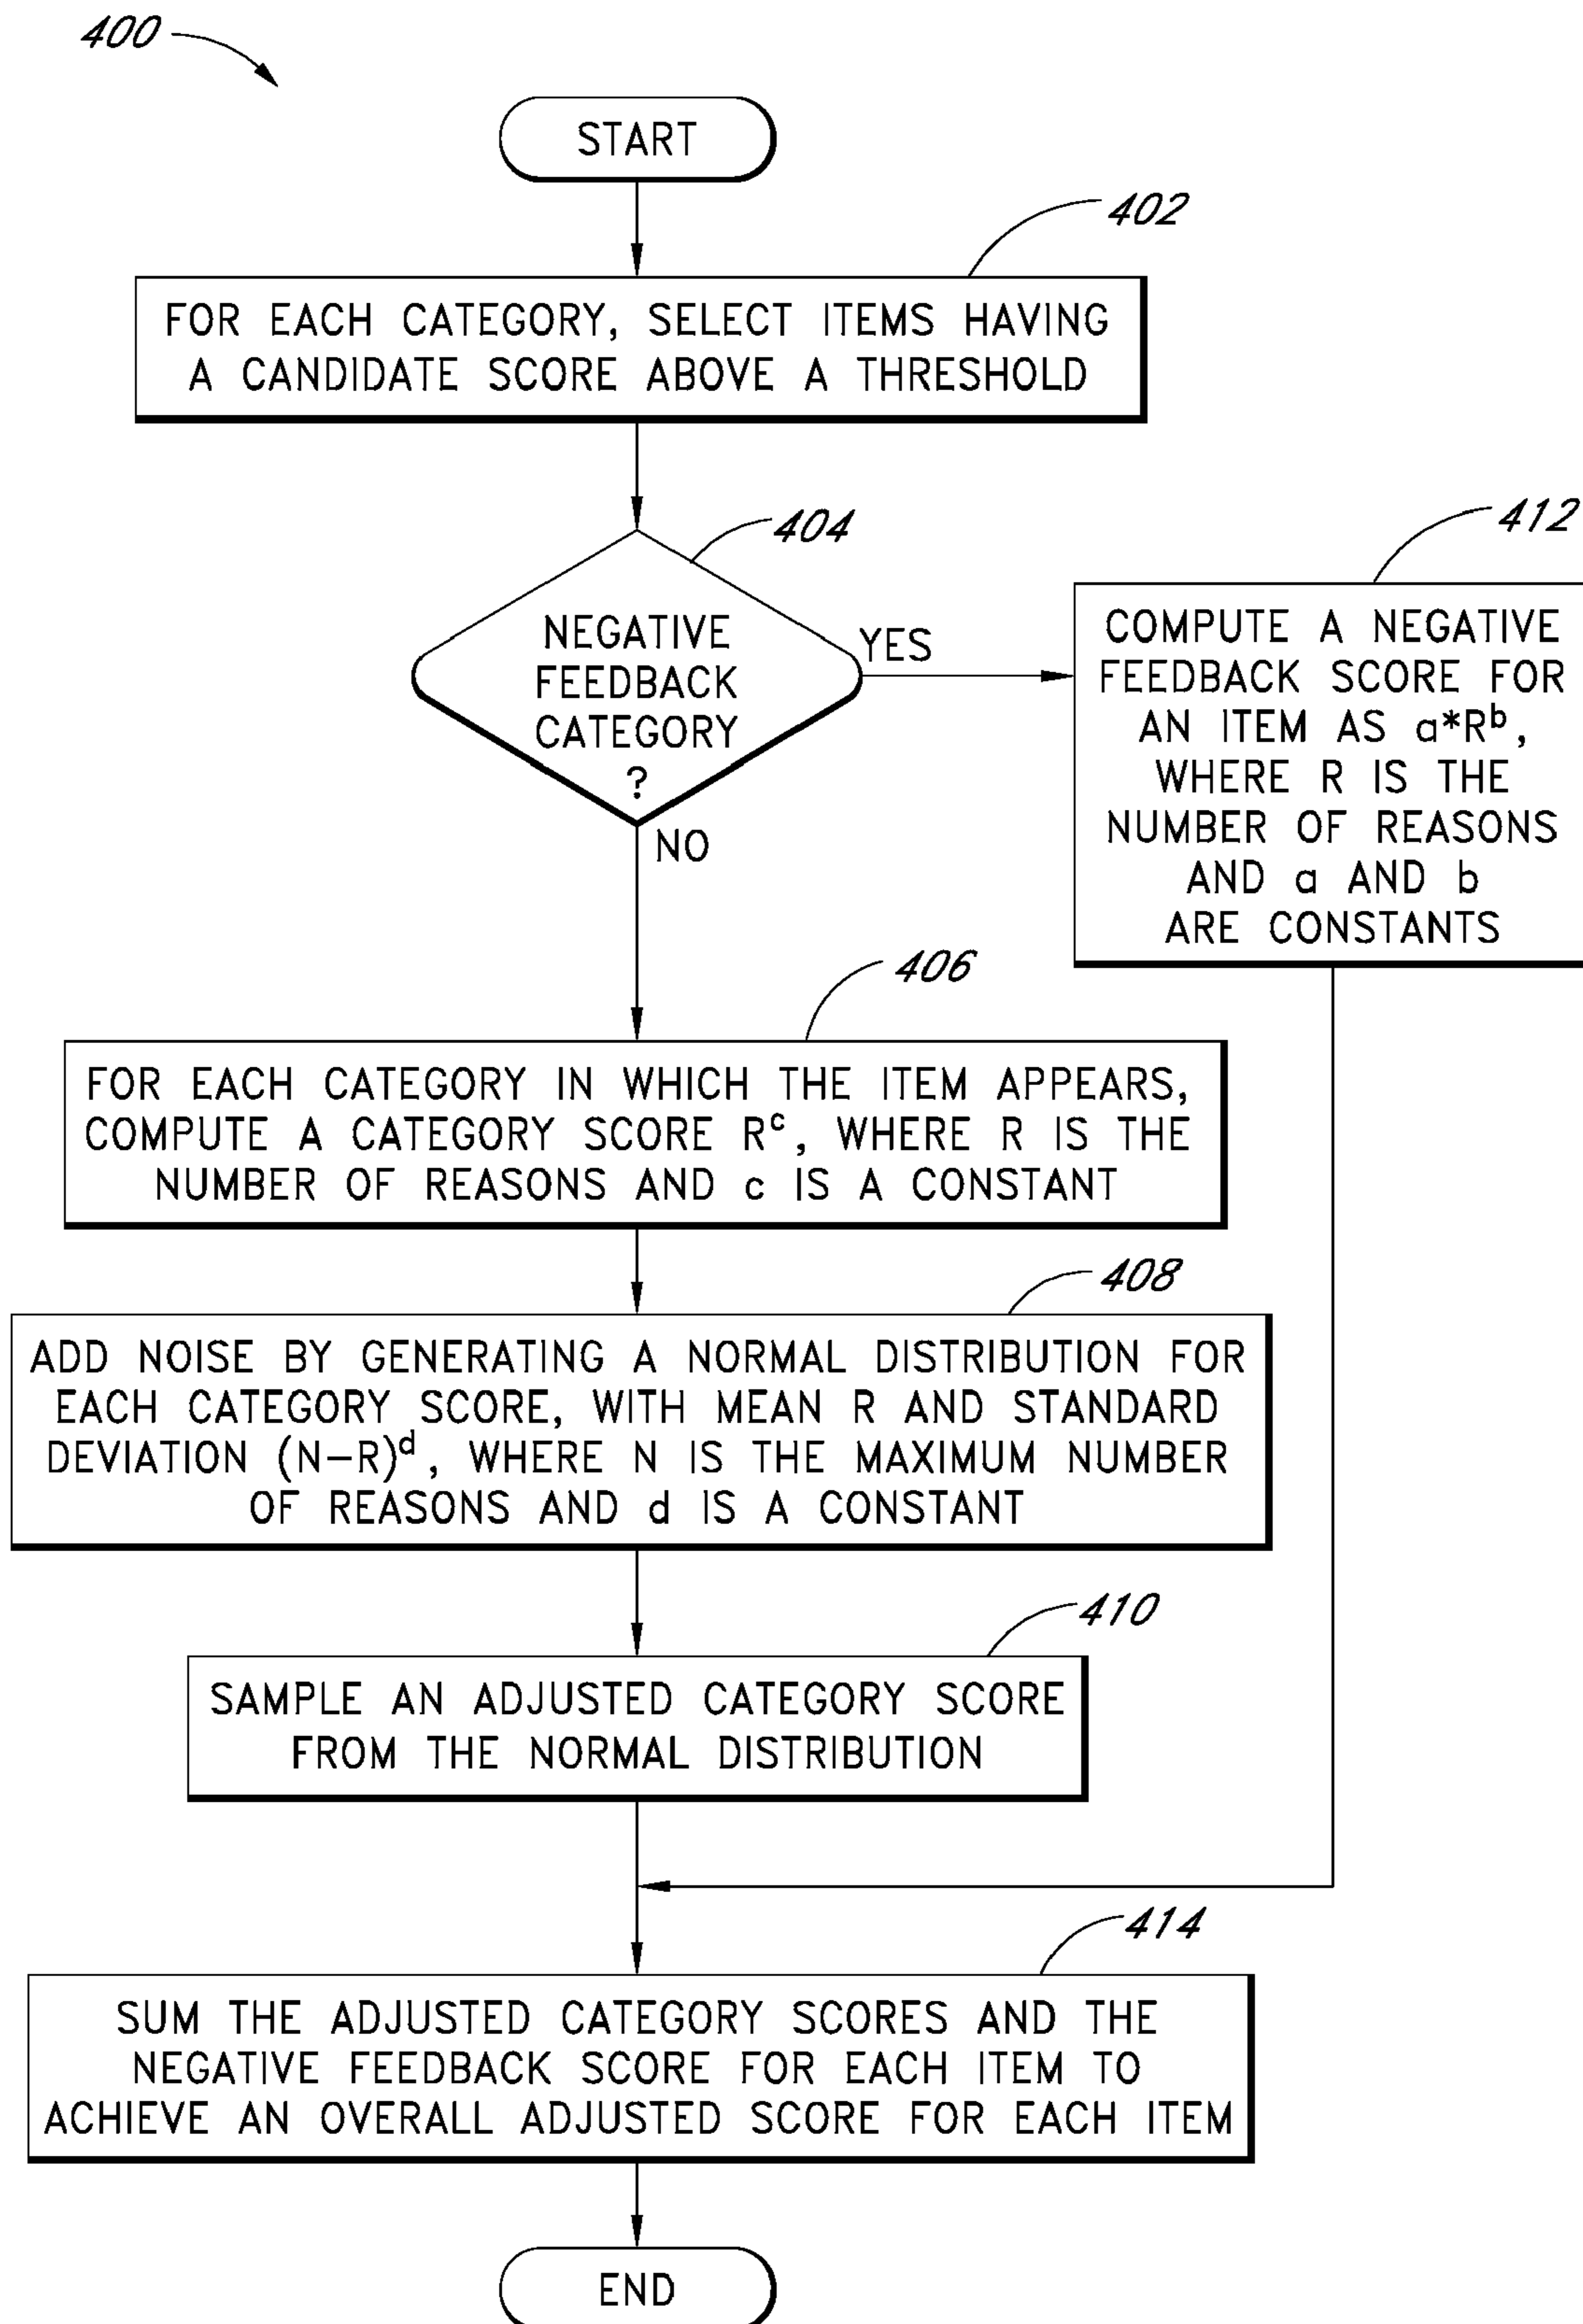 400
START
402
FOR EACH CATEGORY, SELECT ITEMS HAVING
A CANDIDATE SCORE ABOVE A THRESHOLD
404
NEGATIVE
FEEDBACK
CATEGORY
?
YES
NO
412
COMPUTE A NEGATIVE
FEEDBACK SCORE FOR
AN ITEM AS a*Rᵇ,
WHERE R IS THE
NUMBER OF REASONS
AND a AND b
ARE CONSTANTS
406
FOR EACH CATEGORY IN WHICH THE ITEM APPEARS,
COMPUTE A CATEGORY SCORE Rᶜ, WHERE R IS THE
NUMBER OF REASONS AND c IS A CONSTANT
408
ADD NOISE BY GENERATING A NORMAL DISTRIBUTION FOR
EACH CATEGORY SCORE, WITH MEAN R AND STANDARD
DEVIATION (N−R)ᵈ, WHERE N IS THE MAXIMUM NUMBER
OF REASONS AND d IS A CONSTANT
410
SAMPLE AN ADJUSTED CATEGORY SCORE
FROM THE NORMAL DISTRIBUTION
414
SUM THE ADJUSTED CATEGORY SCORES AND THE
NEGATIVE FEEDBACK SCORE FOR EACH ITEM TO
ACHIEVE AN OVERALL ADJUSTED SCORE FOR EACH ITEM
END